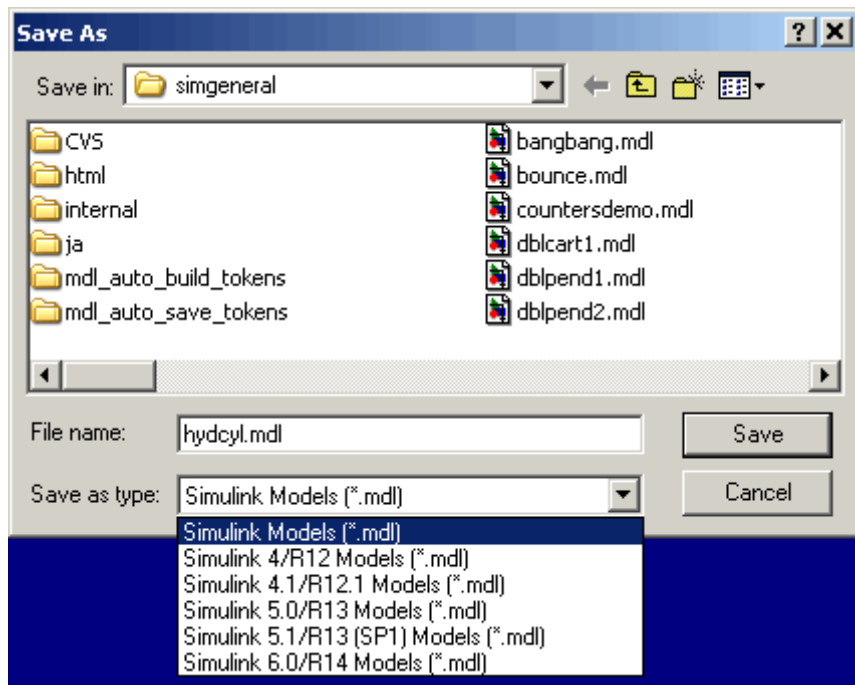 Save As
Save in: simgeneral
CVS
html
internal
ja
mdl_auto_build_tokens
mdl_auto_save_tokens
bangbang.mdl
bounce.mdl
countersdemo.mdl
dblcart1.mdl
dblpend1.mdl
dblpend2.mdl
File name: hydcyl.mdl Save
Save as type: Simulink Models (*.mdl) Cancel
Simulink Models (*.mdl)
Simulink 4/R12 Models (*.mdl)
Simulink 4.1/R12.1 Models (*.mdl)
Simulink 5.0/R13 Models (*.mdl)
Simulink 5.1/R13 (SP1) Models (*.mdl)
Simulink 6.0/R14 Models (*.mdl)